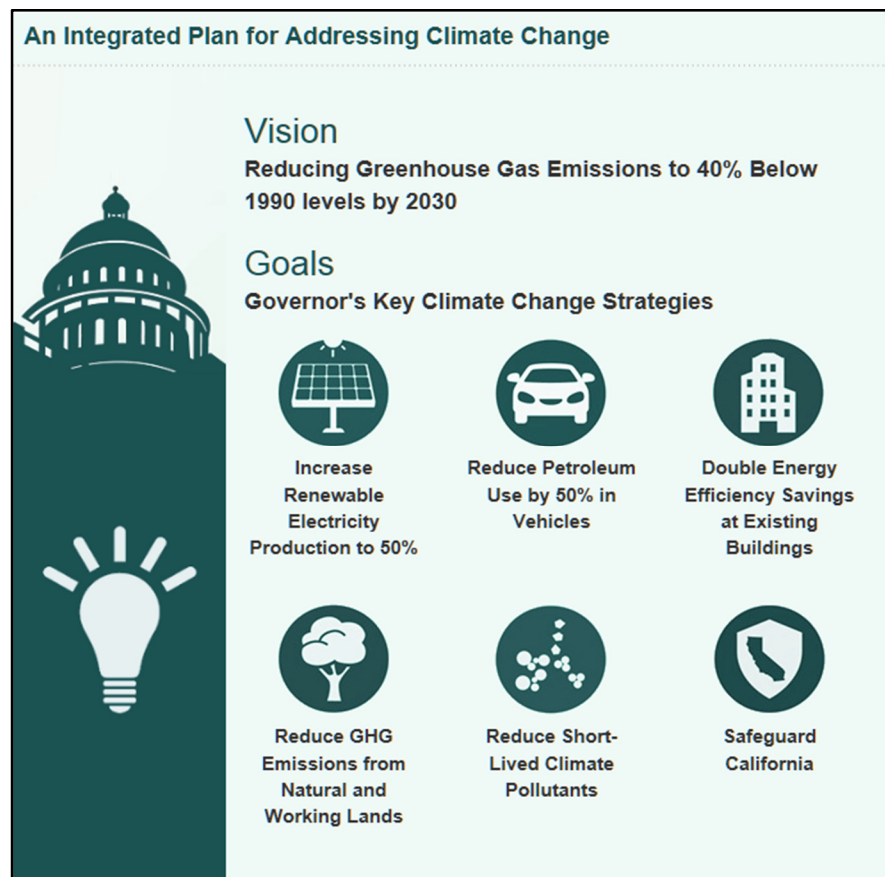 An Integrated Plan for Addressing Climate Change
Vision
Reducing Greenhouse Gas Emissions to 40% Below
1990 levels by 2030
Goals
Governor's Key Climate Change Strategies
Increase
Renewable
Electricity
Production to 50%
Reduce Petroleum
Use by 50% in
Vehicles
Double Energy
Efficiency Savings
at Existing
Buildings
Reduce GHG
Emissions from
Natural and
Working Lands
Reduce Short-
Lived Climate
Pollutants
Safeguard
California